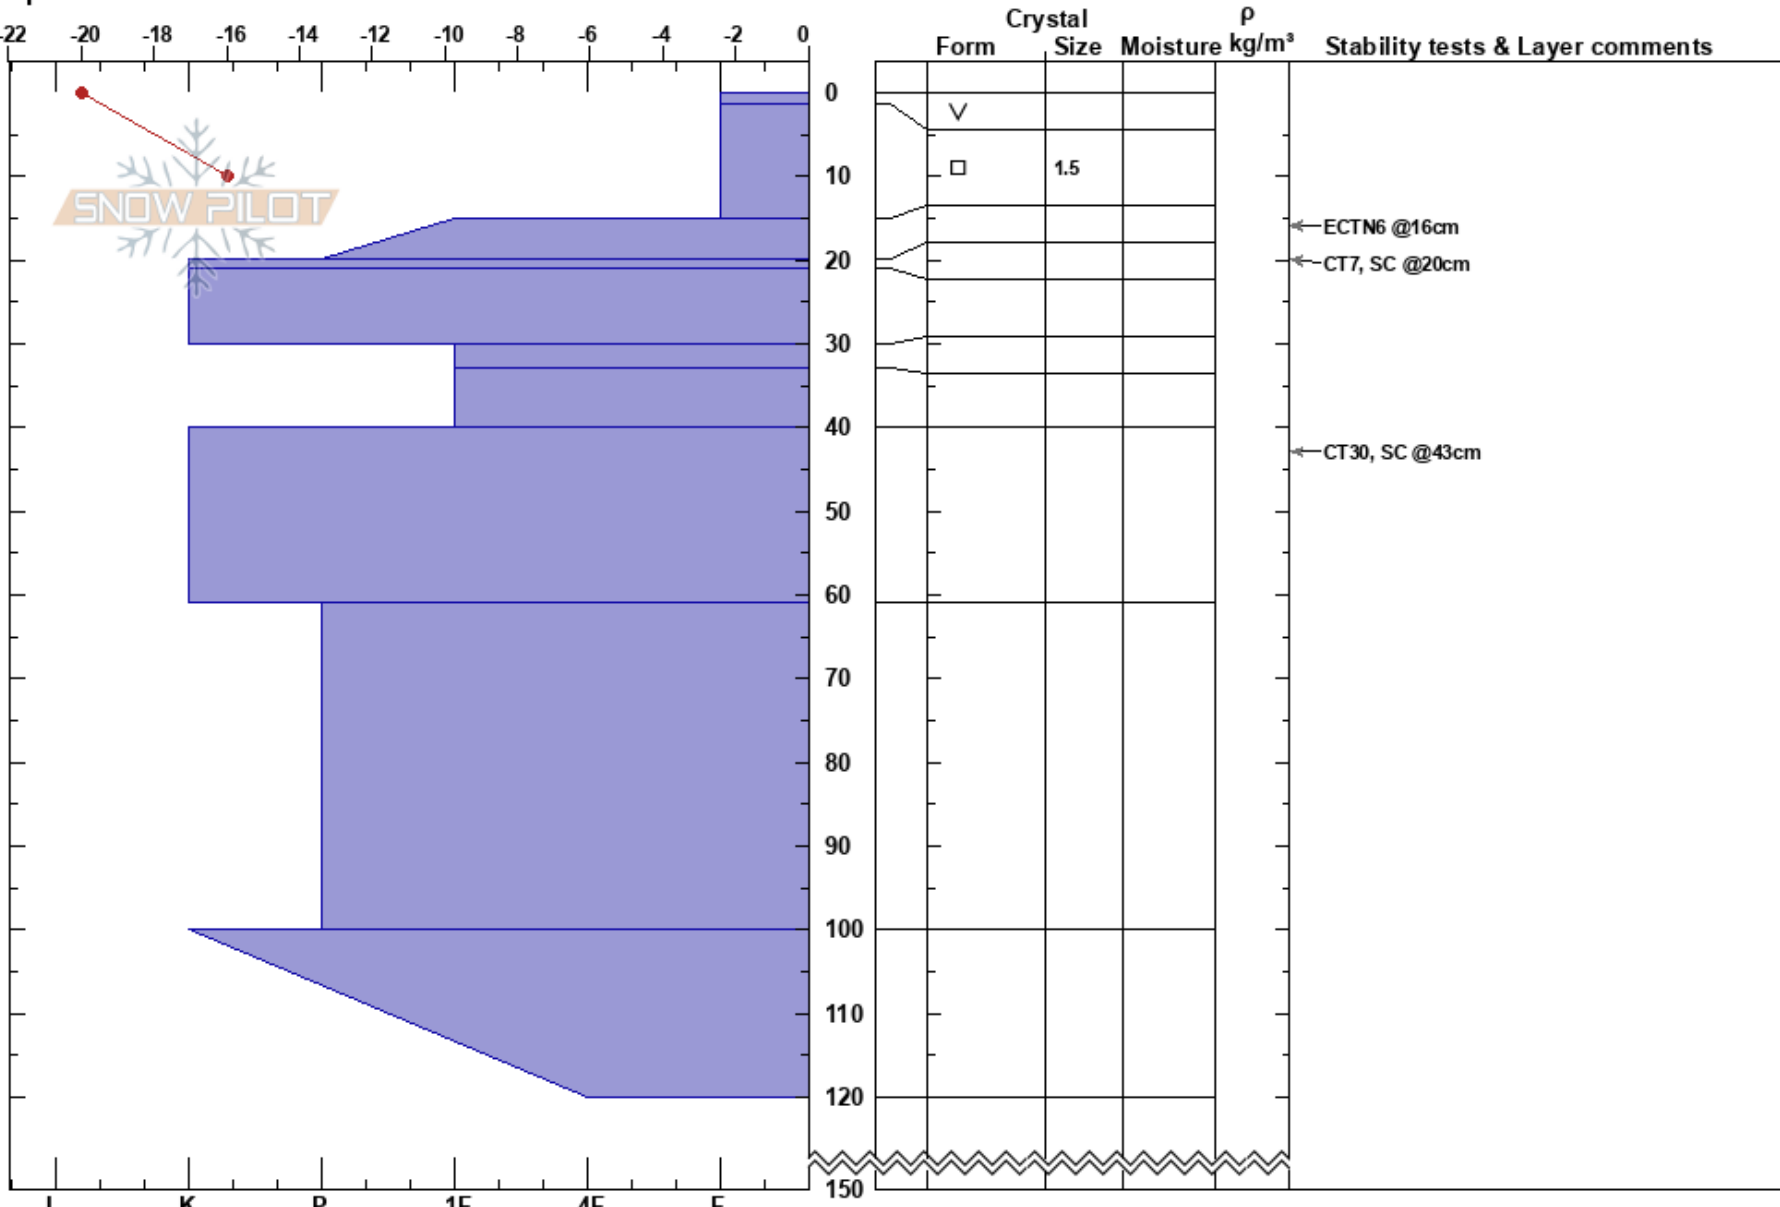 Crystal ρ
-22 -20 -18 -16 -14 -12 -10 -8 -6 -4 -2 0 Form Size Moisture kg/m³ Stability tests & Layer comments
0
10 1.5
SNOW PILOT
ECTN6 @16cm
20 CT7, SC @20cm
30
40
CT30, SC @43cm
50
60
70
80
90
100
110
120
150
I K P 1F 4F F